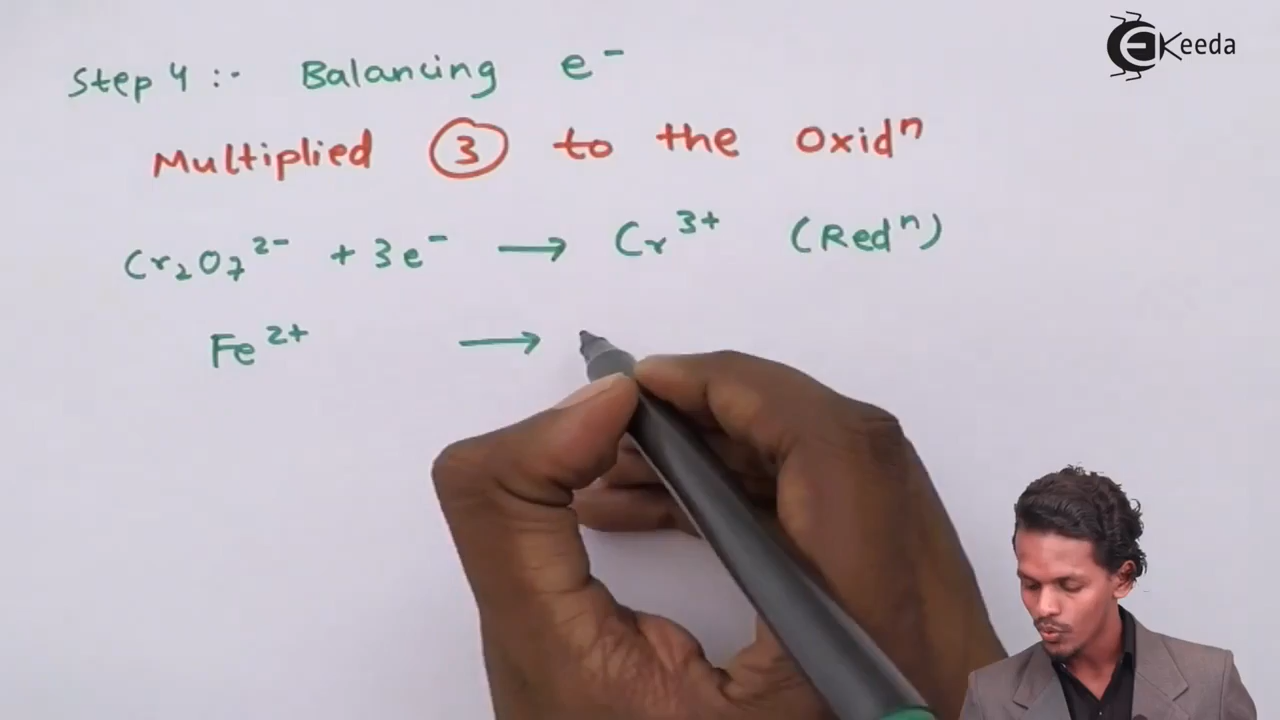 EKeeda
Step 4 :- Balancing e⁻
Multiplied 3 to the Oxidⁿ
Cr₂O₇²⁻ + 3e⁻ → Cr³⁺ (Redⁿ)
Fe²⁺ →